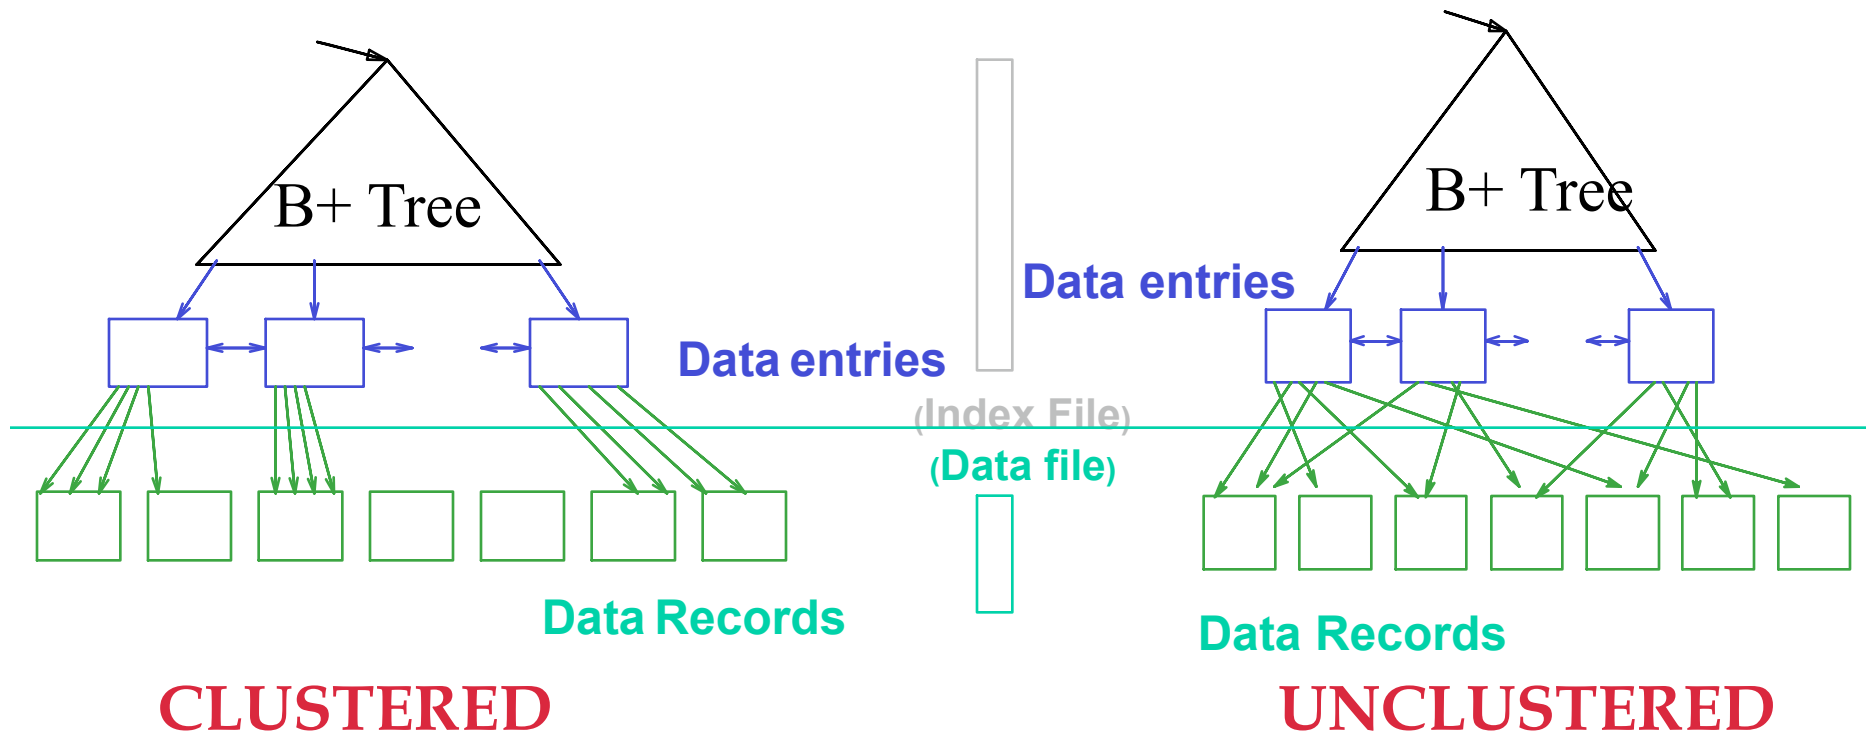 B+ Tree
B+ Tree
Data entries
Data entries
(Index File)
(Data file)
Data Records
Data Records
CLUSTERED
UNCLUSTERED